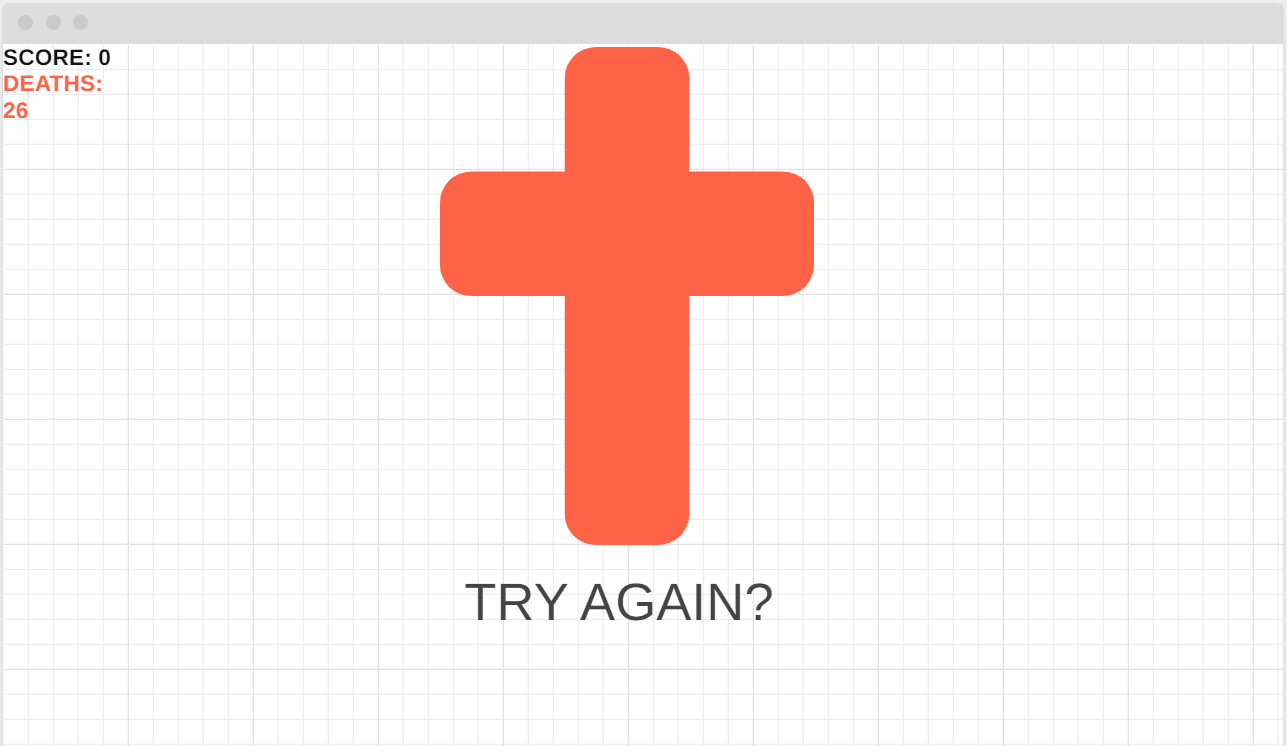 SCORE: 0
DEATHS:
26
TRY AGAIN?